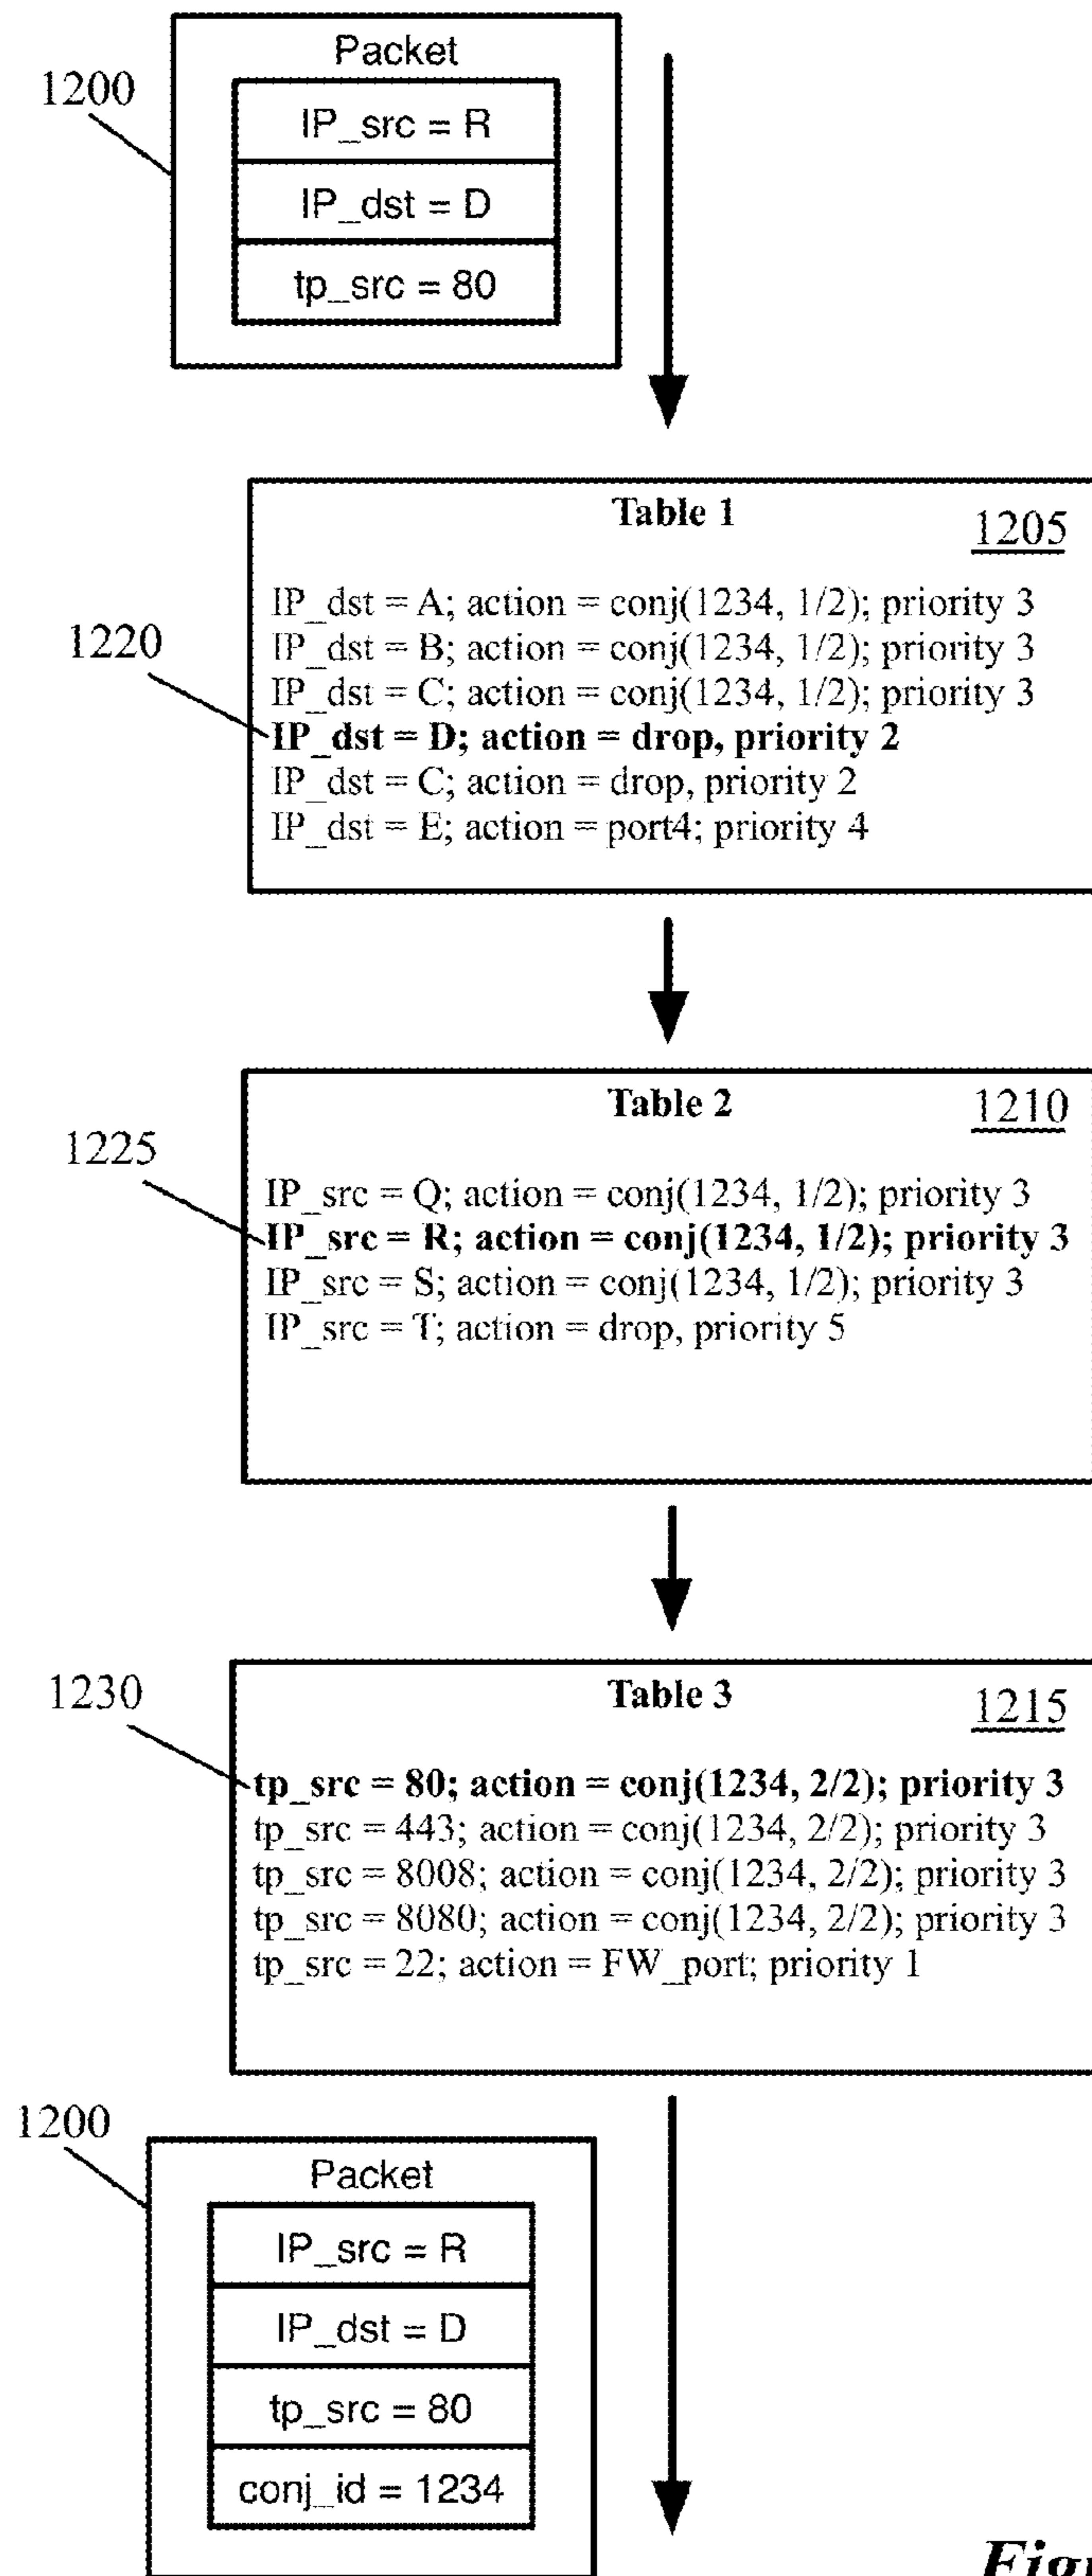 Packet
1200
IP_src = R
IP_dst = D
tp_src = 80
Table 1
1205
IP_dst = A; action = conj(1234, 1/2); priority 3
1220
IP_dst = B; action = conj(1234, 1/2); priority 3
IP_dst = C; action = conj(1234, 1/2); priority 3
IP_dst = D; action = drop, priority 2
IP_dst = C; action = drop, priority 2
IP_dst = E; action = port4; priority 4
Table 2
1210
1225
IP_src = Q; action = conj(1234, 1/2); priority 3
IP_src = R; action = conj(1234, 1/2); priority 3
IP_src = S; action = conj(1234, 1/2); priority 3
IP_src = T; action = drop, priority 5
1230
Table 3
1215
tp_src = 80; action = conj(1234, 2/2); priority 3
tp_src = 443; action = conj(1234, 2/2); priority 3
tp_src = 8008; action = conj(1234, 2/2); priority 3
tp_src = 8080; action = conj(1234, 2/2); priority 3
tp_src = 22; action = FW_port; priority 1
1200
Packet
IP_src = R
IP_dst = D
tp_src = 80
conj_id = 1234